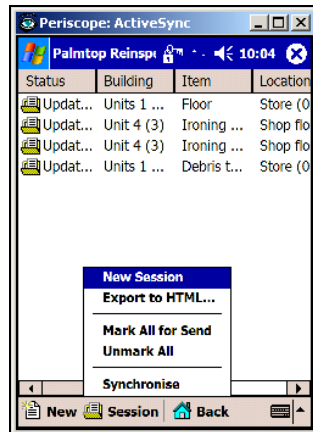 Periscope: ActiveSync
Palmtop Reinspe 10:04
Status Building Item Location
Updat... Units 1 ... Floor Store (0
Updat... Unit 4 (3) Ironing ... Shop flo
Updat... Unit 4 (3) Ironing ... Shop flo
Updat... Units 1 ... Debris t... Store (0
New Session
Export to HTML...
Mark All for Send
Unmark All
Synchronise
New Session Back